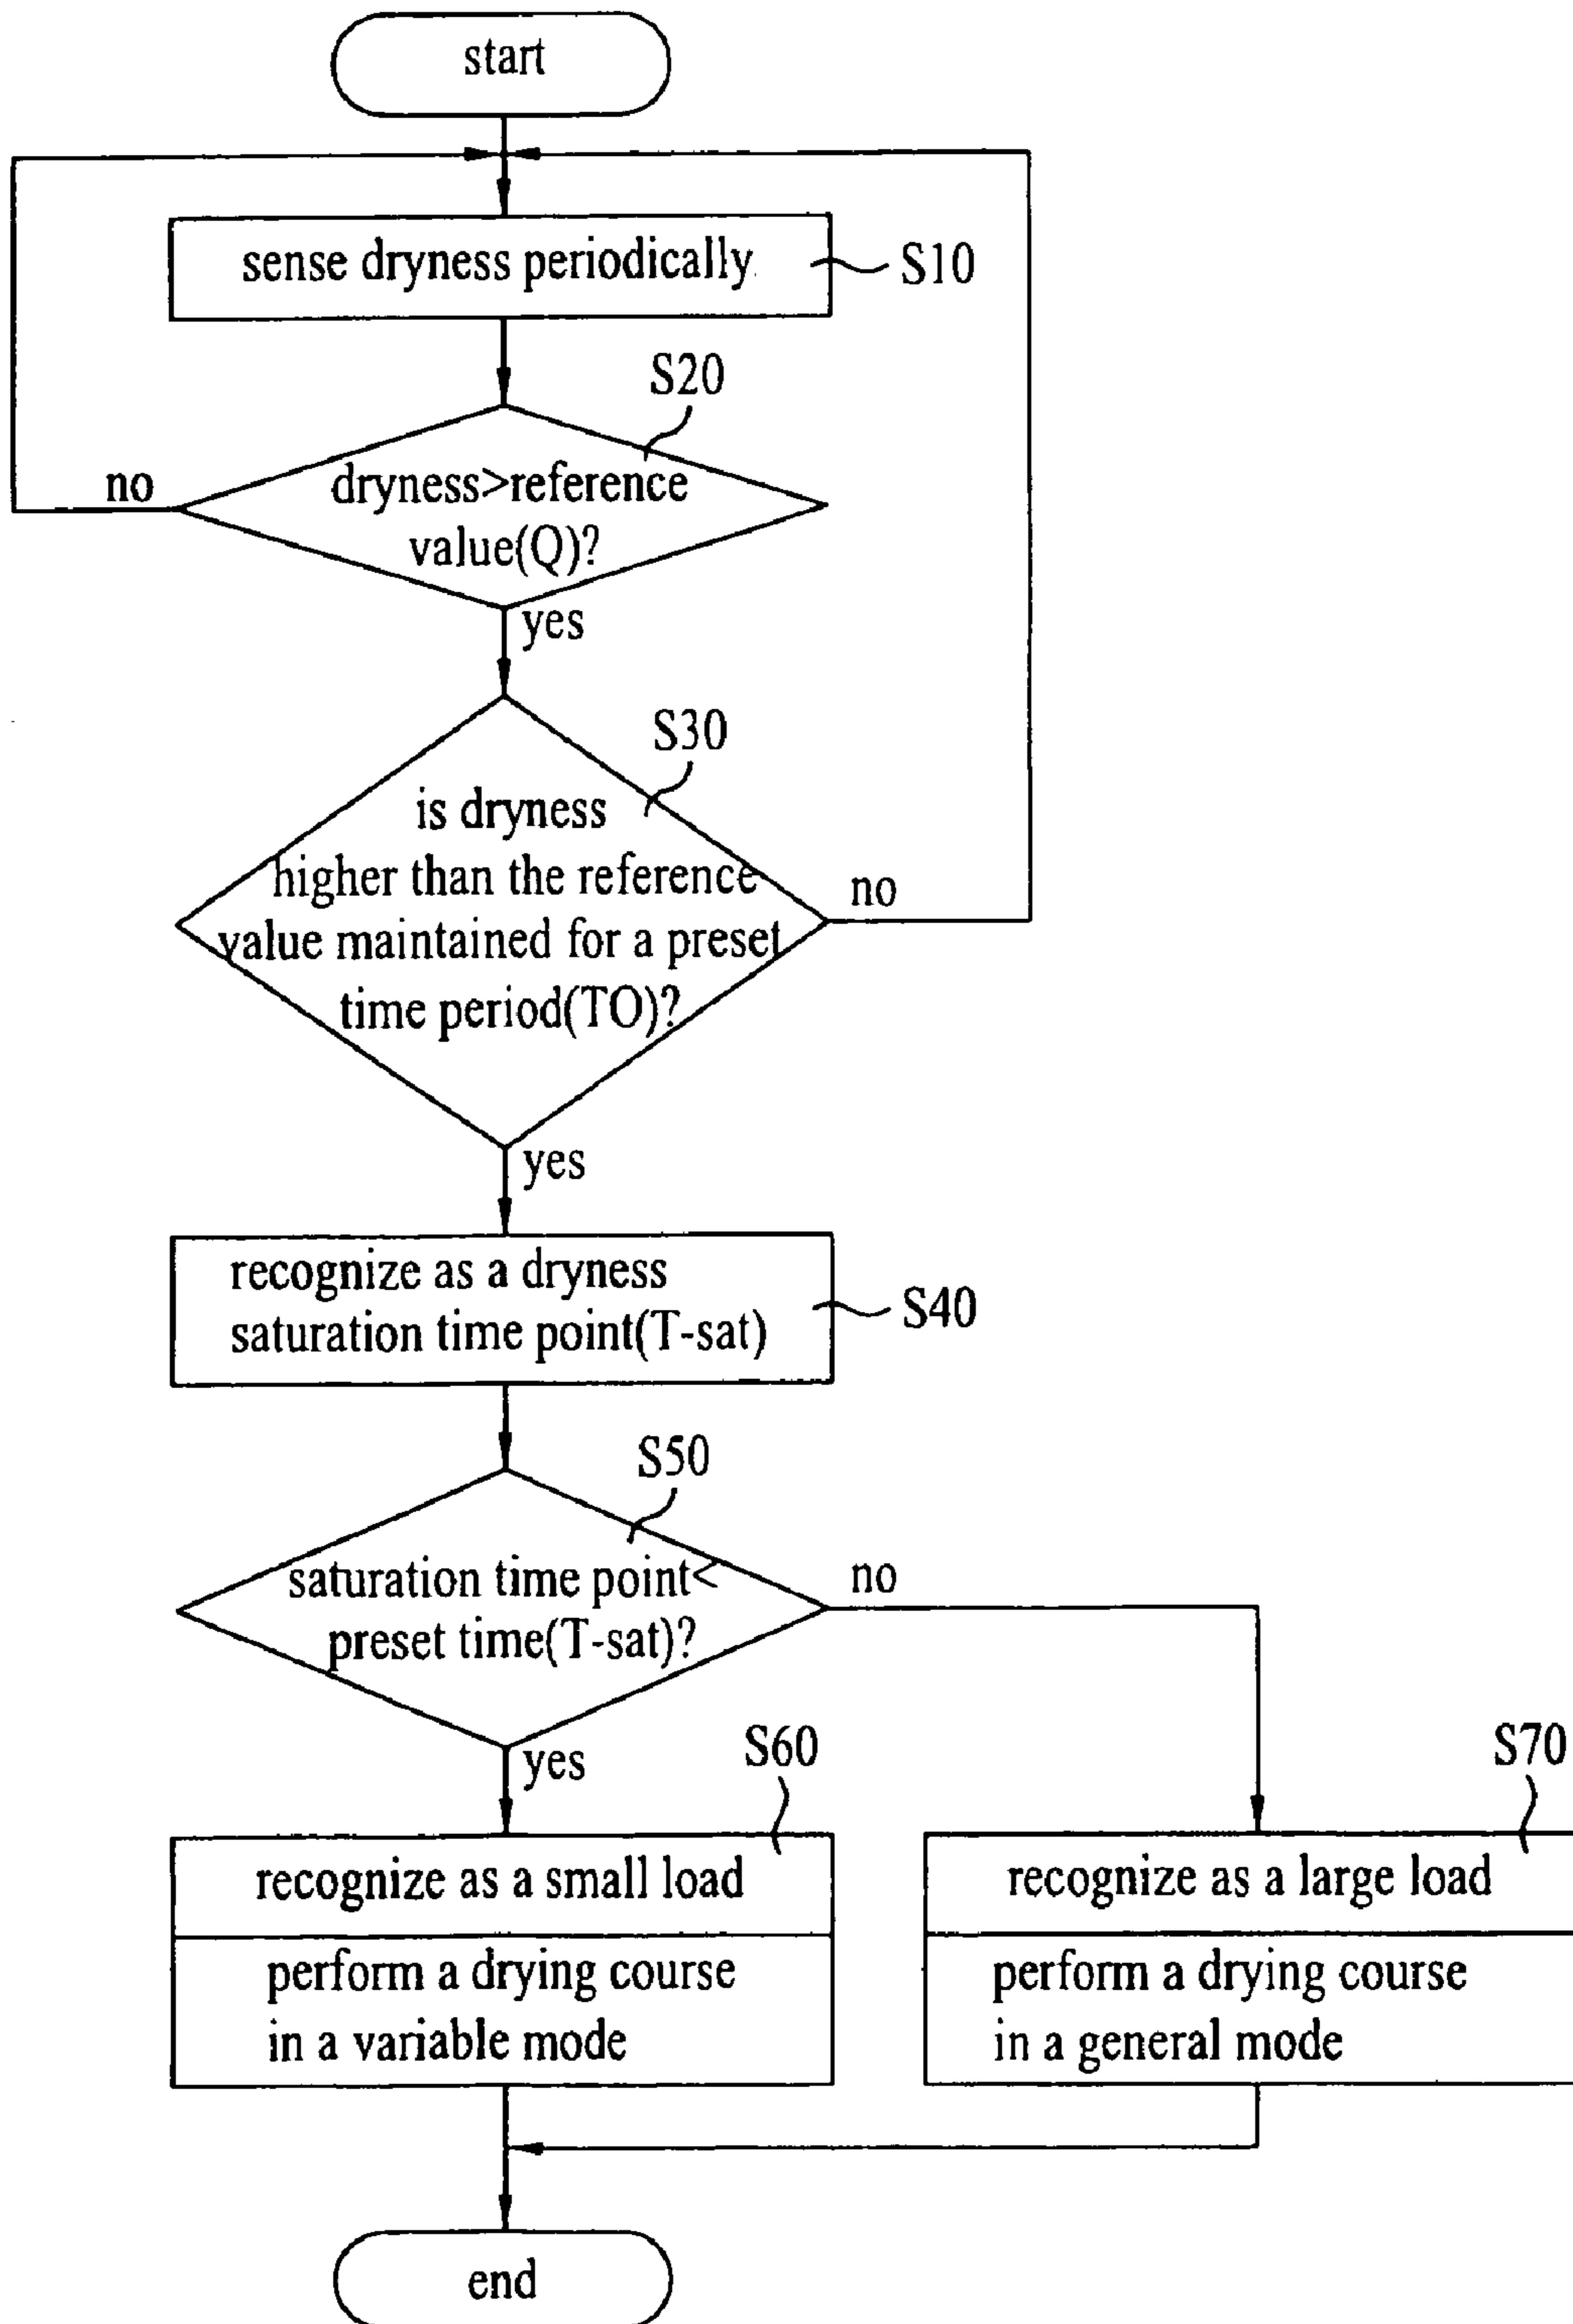 start
sense dryness periodically
S10
S20
dryness>reference
value(Q)?
no
yes
S30
is dryness
higher than the reference
value maintained for a preset
time period(TO)?
no
yes
recognize as a dryness
saturation time point(T-sat)
S40
S50
saturation time point<
preset time(T-sat)?
no
yes
S60
recognize as a small load
perform a drying course
in a variable mode
S70
recognize as a large load
perform a drying course
in a general mode
end